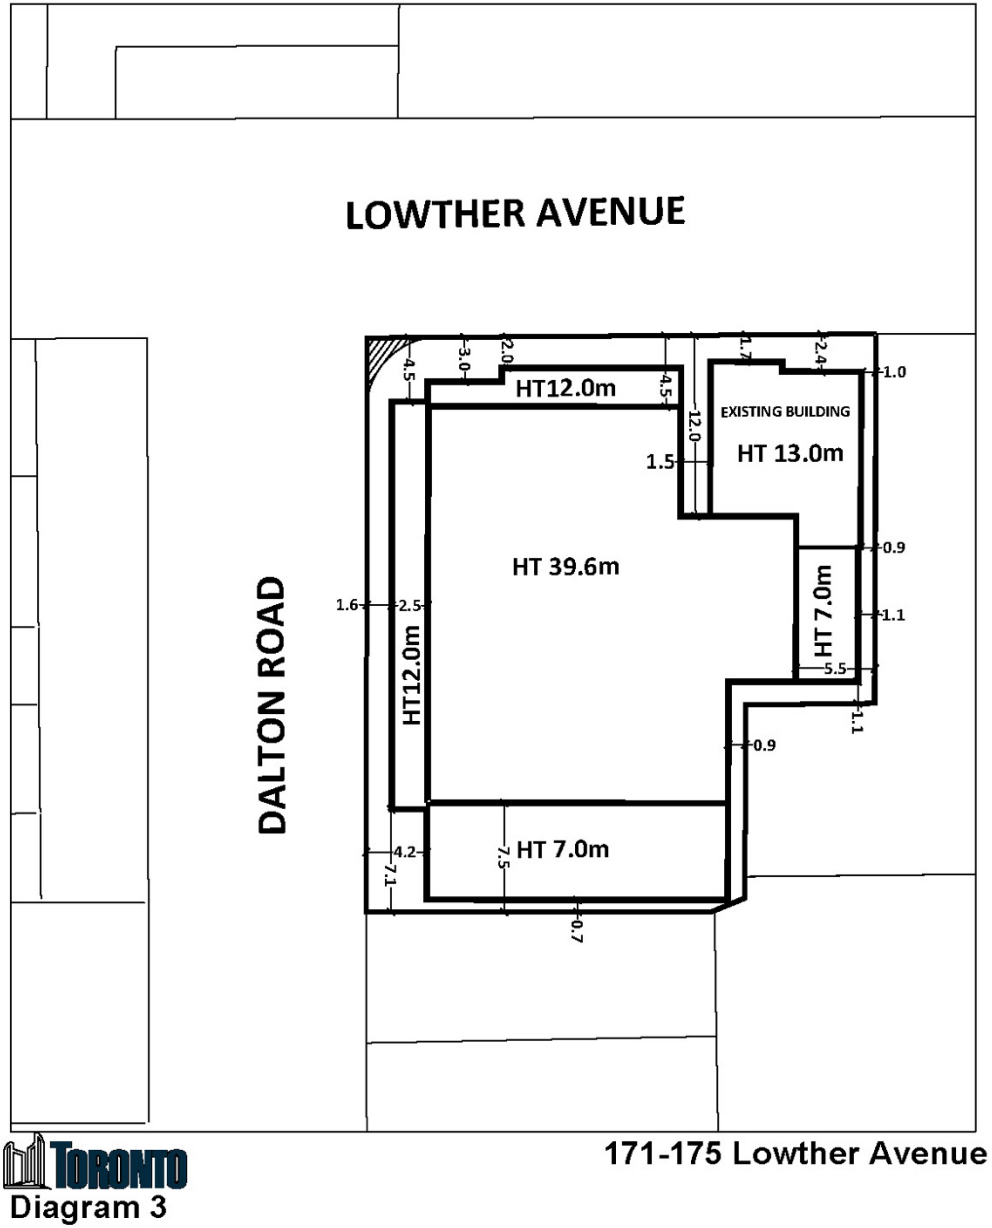 LOWTHER AVENUE
4.5
3.0
2.0
4.5
12.0
1.7
2.4
1.0
HT12.0m
EXISTING BUILDING
HT 13.0m
1.5
0.9
HT 39.6m
HT 7.0m
1.1
5.5
1.1
DALTON ROAD
1.6
2.5
HT12.0m
0.9
4.2
7.1
7.5
HT 7.0m
0.7
TORONTO
171-175 Lowther Avenue
Diagram 3